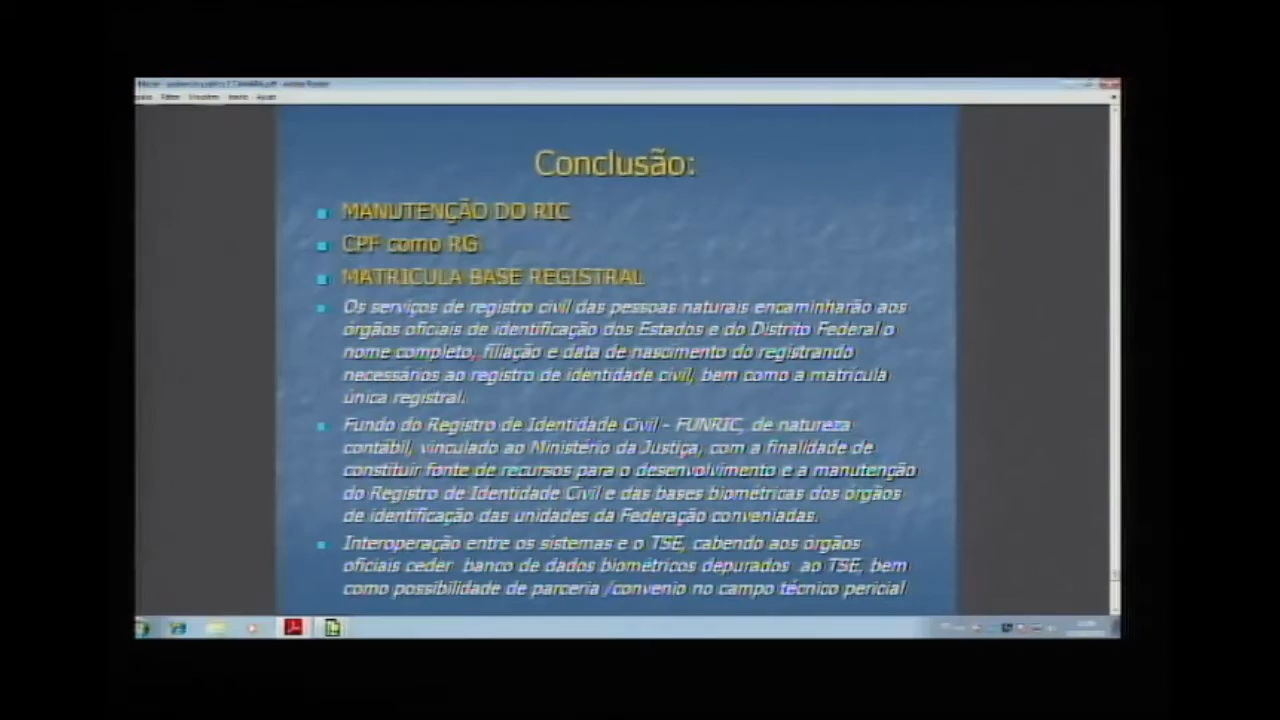 Conclusão:
MANUTENÇÃO DO RIC
CPF como RG
MATRICULA BASE REGISTRAL
Os serviços de registro civil das pessoas naturais encaminharão aos
órgãos oficiais de identificação dos Estados e do Distrito Federal o
nome completo, filiação e data de nascimento do registrando
necessários ao registro de identidade civil, bem como a matrícula
única registral.
Fundo do Registro de Identidade Civil - FUNRIC, de natureza
contábil, vinculado ao Ministério da Justiça, com a finalidade de
constituir fonte de recursos para o desenvolvimento e a manutenção
do Registro de Identidade Civil e das bases biométricas dos órgãos
de identificação das unidades da Federação conveniadas.
Interoperação entre os sistemas e o TSE, cabendo aos órgãos
oficiais ceder banco de dados biométricos depurados ao TSE, bem
como possibilidade de parceria /convenio no campo técnico pericial